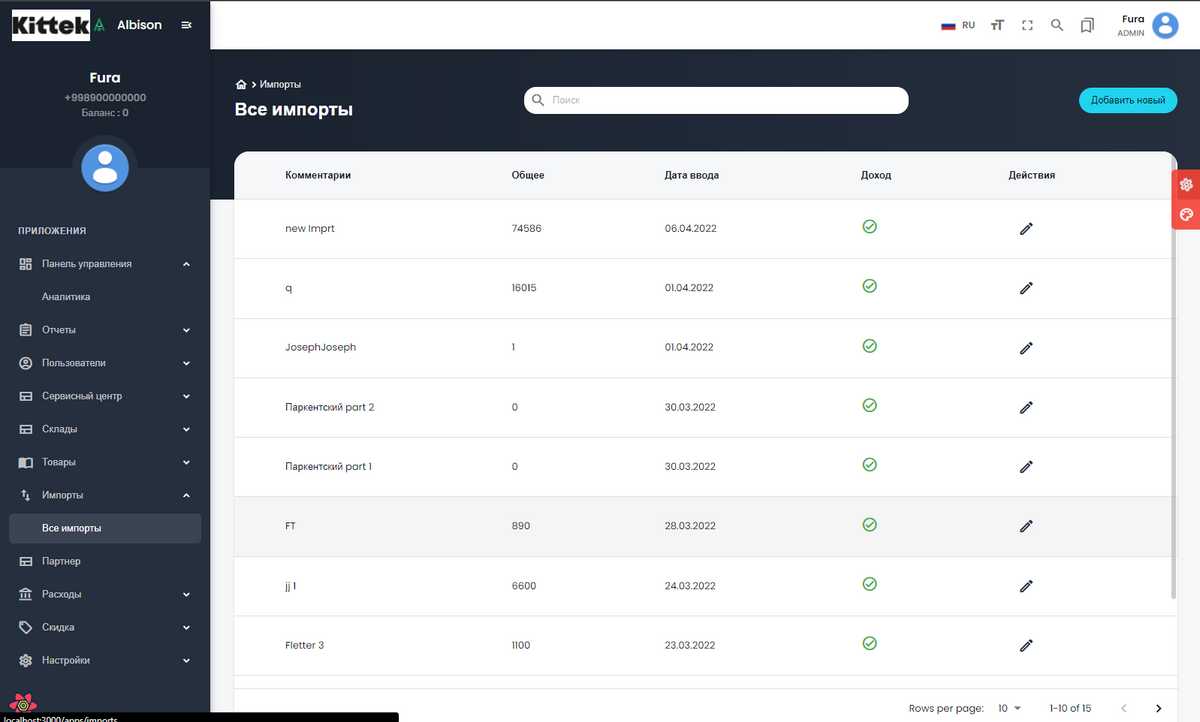 Kittek Albison
RU
Fura
ADMIN
Fura
+998900000000
Баланс : 0
ПРИЛОЖЕНИЯ
Панель управления
Аналитика
Отчеты
Пользователи
Сервисный центр
Склады
Товары
Импорты
Все импорты
Партнер
Расходы
Скидка
Настройки
Импорты
Все импорты
Поиск
Добавить новый
Комментарии Общее Дата ввода Доход Действия
new Imprt 74586 06.04.2022
q 16015 01.04.2022
JosephJoseph 1 01.04.2022
Паркентский part 2 0 30.03.2022
Паркентский part 1 0 30.03.2022
FT 890 28.03.2022
jj 1 6600 24.03.2022
Fletter 3 1100 23.03.2022
Rows per page: 10 1-10 of 15
localhost:3000/apps/imports